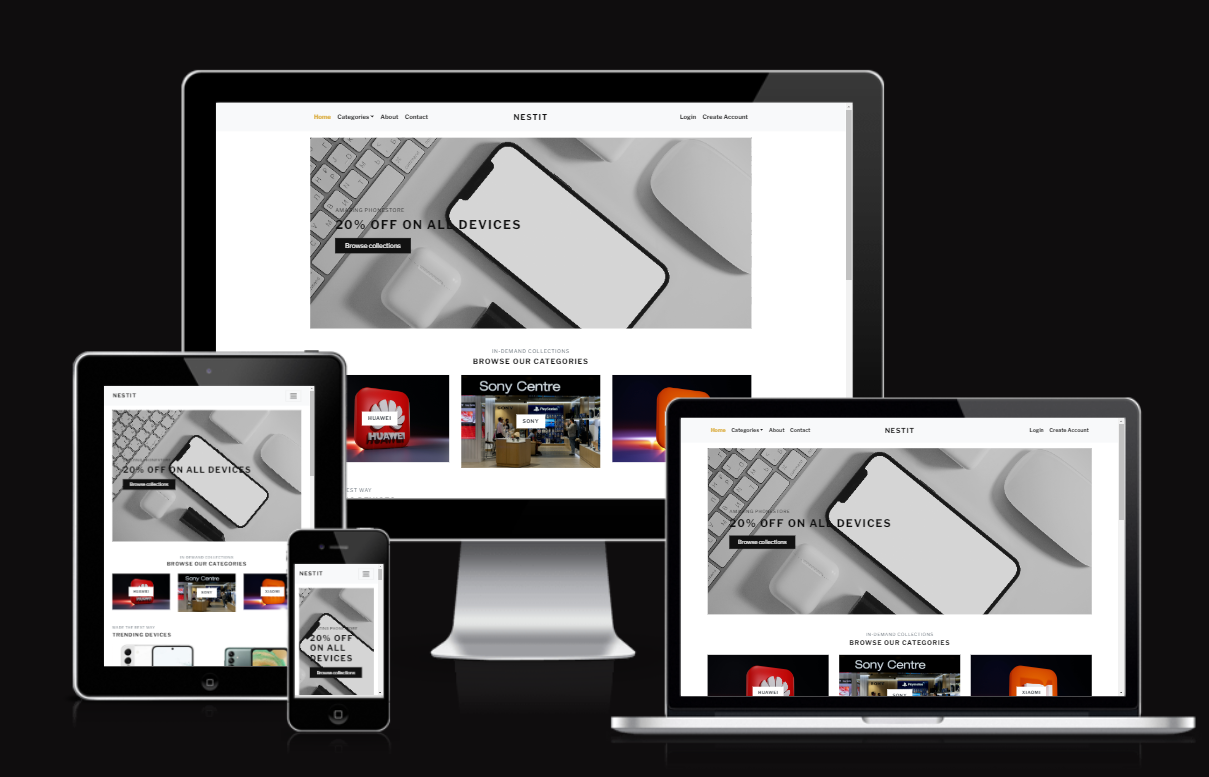 Home Categories About Contact NESTIT Login Create Account
AMAZING PHONESTORE
20% OFF ON ALL DEVICES
Browse collections
IN-DEMAND COLLECTIONS
BROWSE OUR CATEGORIES
HUAWEI
HUAWEI
Sony Centre
PlayStation
SONY
EST WAY
NESTIT
20% OFF ON ALL DEVICES
Browse collections
IN-DEMAND COLLECTIONS
BROWSE OUR CATEGORIES
HUAWEI
Sony Centre
SONY
XIAOMI
THE BEST WAY
TRENDING DEVICES
NESTIT
20% OFF
ON ALL
DEVICES
Browse collections
Home Categories About Contact NESTIT Login Create Account
AMAZING PHONESTORE
20% OFF ON ALL DEVICES
Browse collections
IN-DEMAND COLLECTIONS
BROWSE OUR CATEGORIES
HUAWEI
Sony Centre
PlayStation
SONY
XIAOMI